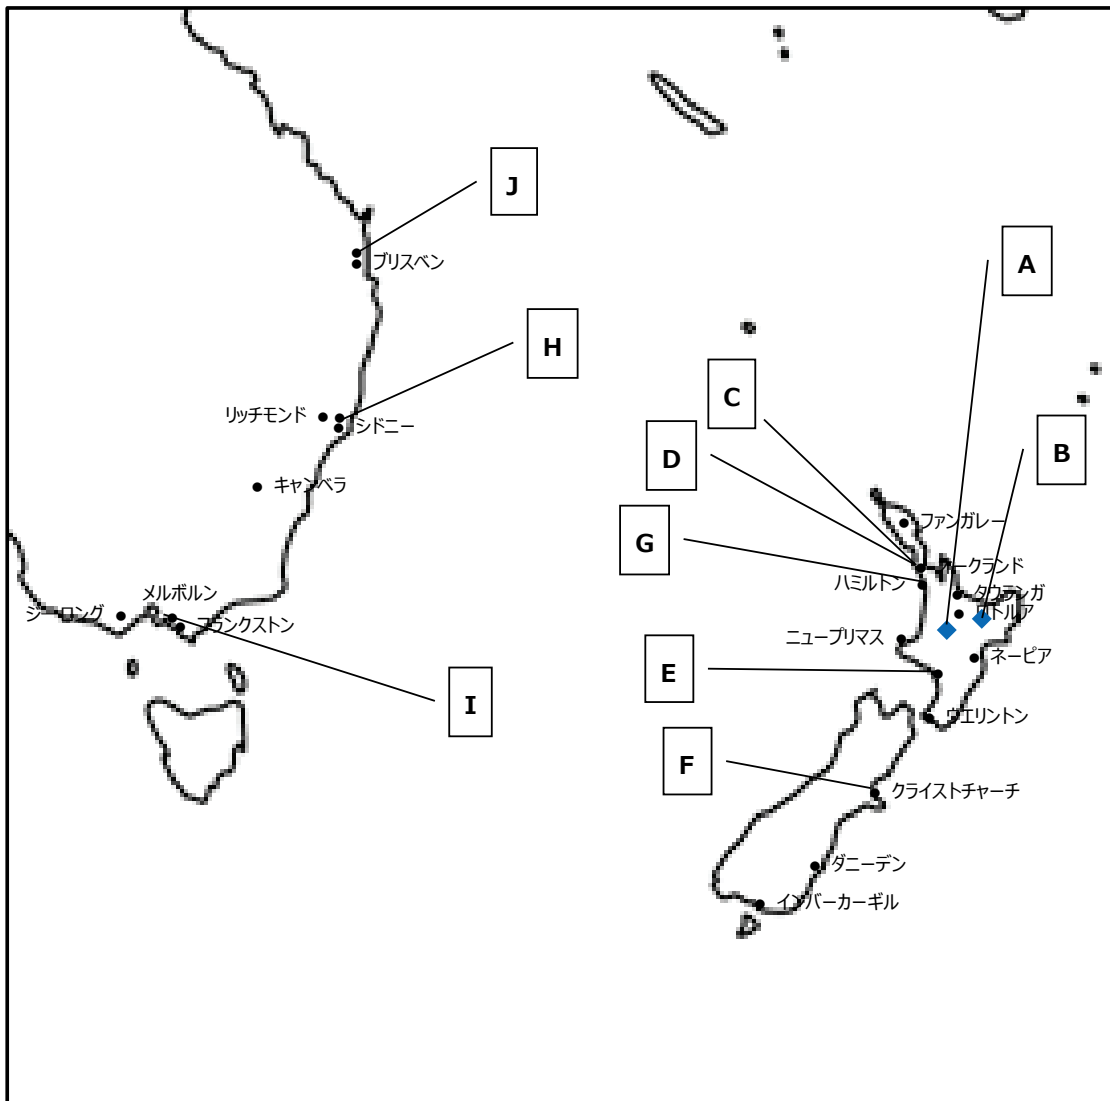 J
ブリスベン
A
H
C
リッチモンド
シドニー
D
B
キャンベラ
G
ファンガレー
オークランド
ハミルトン
タウランガ
メルボルン
ジーロング
ロトルア
フランクストン
ニュープリマス
ネーピア
E
I
ウエリントン
F
クライストチャーチ
ダニーデン
インバーカーギル